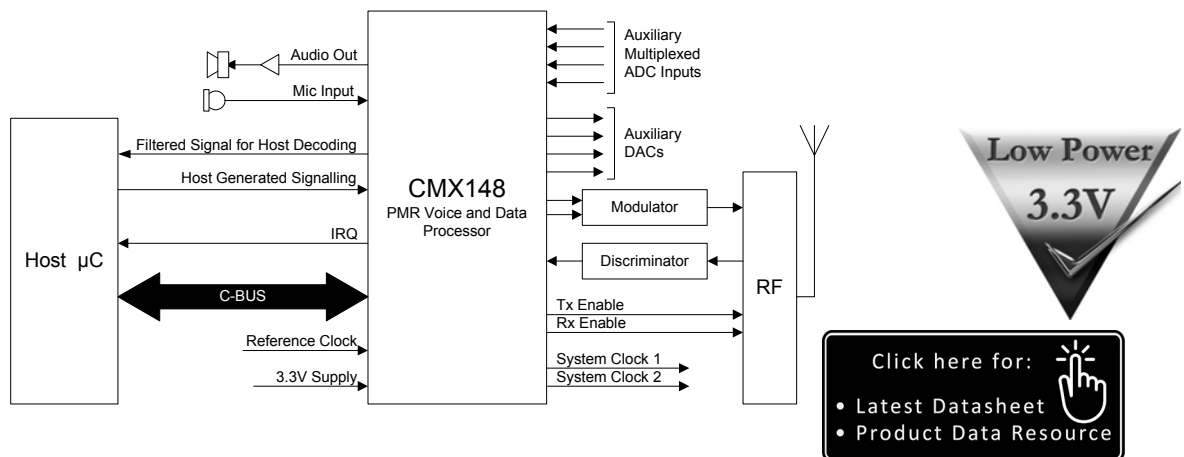 Audio Out
Mic Input
Filtered Signal for Host Decoding
Host Generated Signalling
IRQ
Host µC
C-BUS
Reference Clock
3.3V Supply
CMX148
PMR Voice and Data
Processor
Auxiliary
Multiplexed
ADC Inputs
Auxiliary
DACs
Modulator
Discriminator
RF
Tx Enable
Rx Enable
System Clock 1
System Clock 2
Low Power
3.3V
Click here for:
• Latest Datasheet
• Product Data Resource